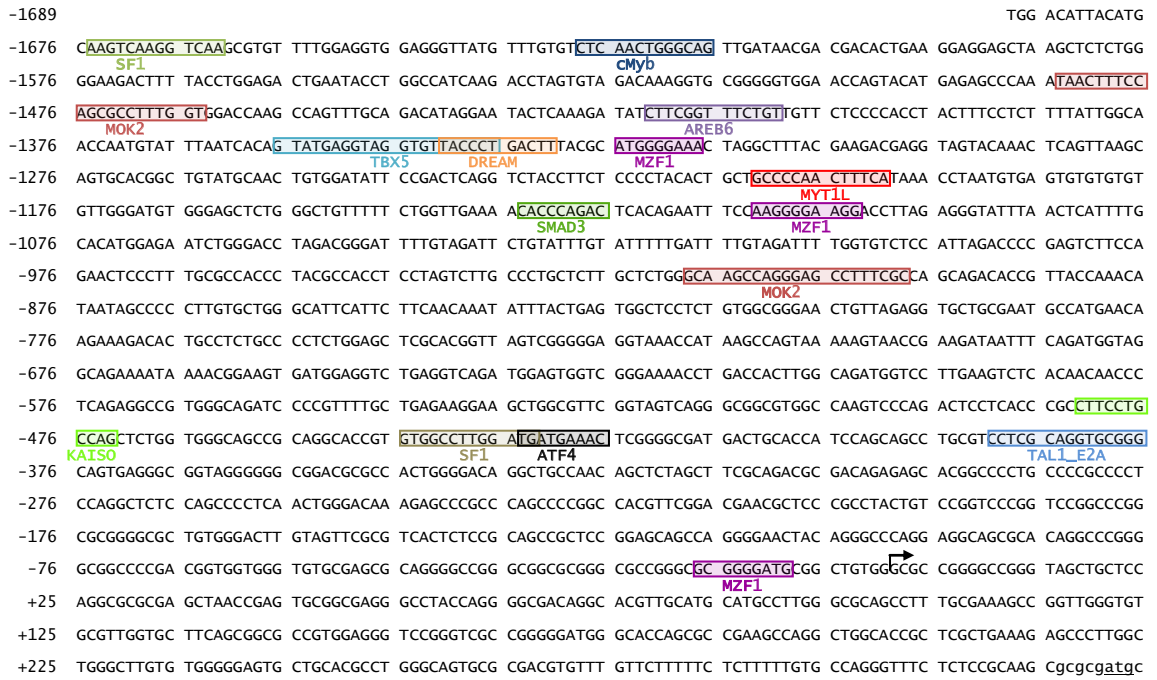 -1689 TGG ACATTACATG
-1676 CAAGTCAAGG TCAAGCGTGT TTTGGAGGTG GAGGGTTATG TTTGTGTCTC AACTGGGCAG TTGATAACGA CGACACTGAA GGAGGAGCTA AGCTCTCTGG
SF1 cMyb
-1576 GGAAGACTTT TACCTGGAGA CTGAATACCT GGCCATCAAG ACCTAGTGTA GACAAAGGTG CGGGGGTGGA ACCAGTACAT GAGAGCCCAA ATAACTTTCC
-1476 AGCGCCTTTG GTGGACCAAG CCAGTTTGCA GACATAGGAA TACTCAAAGA TATCTTCGGT TTCTGTTGTT CTCCCCACCT ACTTTCCTCT TTTATTGGCA
MOK2 AREB6
-1376 ACCAATGTAT TTAATCACAG TATGAGGTAG GTGTTACCCT GACTTTACGC ATGGGGAAAC TAGGCTTTAC GAAGACGAGG TAGTACAAAC TCAGTTAAGC
TBX5 DREAM MZF1
-1276 AGTGCACGGC TGTATGCAAC TGTGGATATT CCGACTCAGG TCTACCTTCT CCCCTACACT GCTGCCCCAA CTTTCATAAA CCTAATGTGA GTGTGTGTGT
MYT1L
-1176 GTTGGGATGT GGGAGCTCTG GGCTGTTTTT CTGGTTGAAA ACACCCAGAC TCACAGAATT TCCAAGGGGA AGGACCTTAG AGGGTATTTA ACTCATTTTG
SMAD3 MZF1
-1076 CACATGGAGA ATCTGGGACC TAGACGGGAT TTTGTAGATT CTGTATTTGT ATTTTTGATT TTGTAGATTT TGGTGTCTCC ATTAGACCCC GAGTCTTCCA
-976 GAACTCCCTT TGCGCCACCC TACGCCACCT CCTAGTCTTG CCCTGCTCTT GCTCTGGGCA AGCCAGGGAG CCTTTCGCCA GCAGACACCG TTACCAAACA
MOK2
-876 TAATAGCCCC CTTGTGCTGG GCATTCATTC TTCAACAAAT ATTTACTGAG TGGCTCCTCT GTGGCGGGAA CTGTTAGAGG TGCTGCGAAT GCCATGAACA
-776 AGAAAGACAC TGCCTCTGCC CCTCTGGAGC TCGCACGGTT AGTCGGGGGA GGTAAACCAT AAGCCAGTAA AAAGTAACCG AAGATAATTT CAGATGGTAG
-676 GCAGAAAATA AAACGGAAGT GATGGAGGTC TGAGGTCAGA TGGAGTGGTC GGGAAAACCT GACCACTTGG CAGATGGTCC TTGAAGTCTC ACAACAACCC
-576 TCAGAGGCCG TGGGCAGATC CCCGTTTTGC TGAGAAGGAA GCTGGCGTTC GGTAGTCAGG GGCGGTGGCC AAGTCCCAGA ACTCCTCACC CGCCTTCCTG
-476 CCAGCTCTGG TGGGCAGCCG CAGGCACCGT GTGGCCTTGG ATGATGAAAC TCGGGGCGAT GACTGCACCA TCCAGCAGCC TGCGTCCTCG CAGGTGCGGG
KAISO SF1 ATF4 TAL1_E2A
-376 CAGTGAGGGC GGTAGGGGGG CGGACCGCGCC ACTGGGGACA GGCTGCCAAC AGCTCTAGCT TCGCAGACGC GACAGAGAGC ACGGCCCCTG CCCCGCCCCT
-276 CCAGGCTCTC CAGCCCCTC ACTGGGACAA AGAGCCCGCC CAGCCCCGGC CACGTTCGGA CGAACGCTCC CGCCTACTGT CCGGTCCCGG TCCGGCCCGG
-176 CGCGGGGCGC TGTGGGACTT GTAGTTCGCG TCACTCTCCG CAGCCGCTCC GGAGCAGCCA GGGGAACTAC AGGGCCCAGG AGGCAGCGCA CAGGCCCGGG
-76 GCGGCCCCGA CGGTGGTGGG TGTGCGAGCG CAGGGGCCGG GCGGCGCGGG CGCCGGGCGC GGGGATGCGG CTGTGGGCGC CGGGGCCGGG TAGCTGCTCC
MZF1
+25 AGGCGCGCGA GCTAACCGAG TGCGGCGAGG GCCTACCAGG GCGACAGGC ACGTTGCATG CATGCCTTGG GCGCAGCCTT TGCGAAAGCC GGTTGGGTGT
+125 GCGTTGGTGC TTCAGCGGCG CCGTGGAGGG TCCGGGTCGC CGGGGGATGG GCACCAGCGC CGAAGCCAGG CTGGCACCGC TCGCTGAAAG AGCCCTTGGC
+225 TGGGCTTGTG TGGGGGAGTG CTGCACGCCT GGGCAGTGCG CGACGTGTTT GTTCTTTTTC TCTTTTTGTG CCAGGGTTTC TCTCCGCAAG Cgcgcgatgc